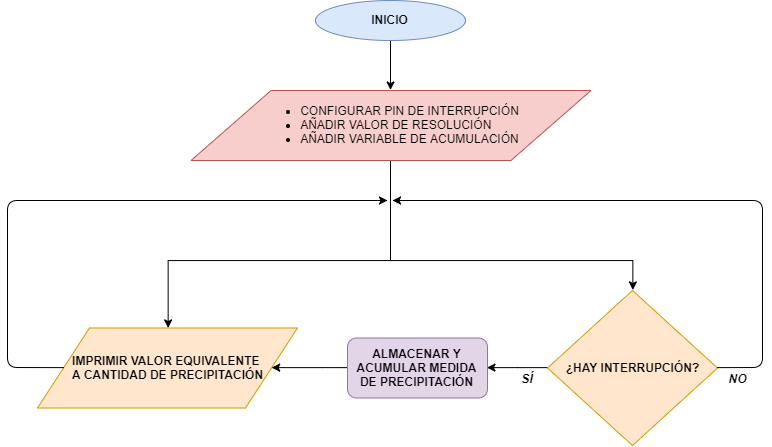 INICIO
• CONFIGURAR PIN DE INTERRUPCIÓN
• AÑADIR VALOR DE RESOLUCIÓN
• AÑADIR VARIABLE DE ACUMULACIÓN
IMPRIMIR VALOR EQUIVALENTE
A CANTIDAD DE PRECIPITACIÓN
ALMACENAR Y
ACUMULAR MEDIDA
DE PRECIPITACIÓN
SÍ
¿HAY INTERRUPCIÓN?
NO